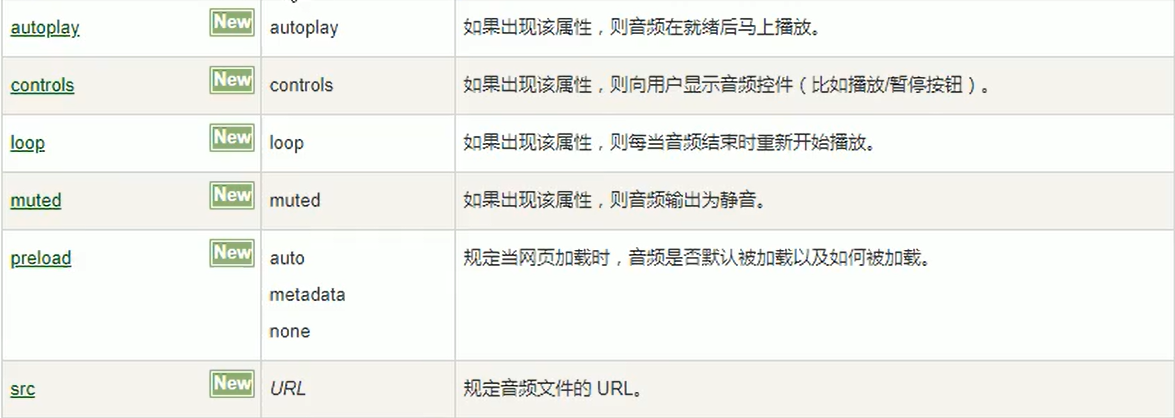 autoplay New autoplay 如果出现该属性，则音频在就绪后马上播放。
controls New controls 如果出现该属性，则向用户显示音频控件（比如播放/暂停按钮）。
loop New loop 如果出现该属性，则每当音频结束时重新开始播放。
muted New muted 如果出现该属性，则音频输出为静音。
preload New auto 规定当网页加载时，音频是否默认被加载以及如何被加载。
metadata
none
src New URL 规定音频文件的 URL。